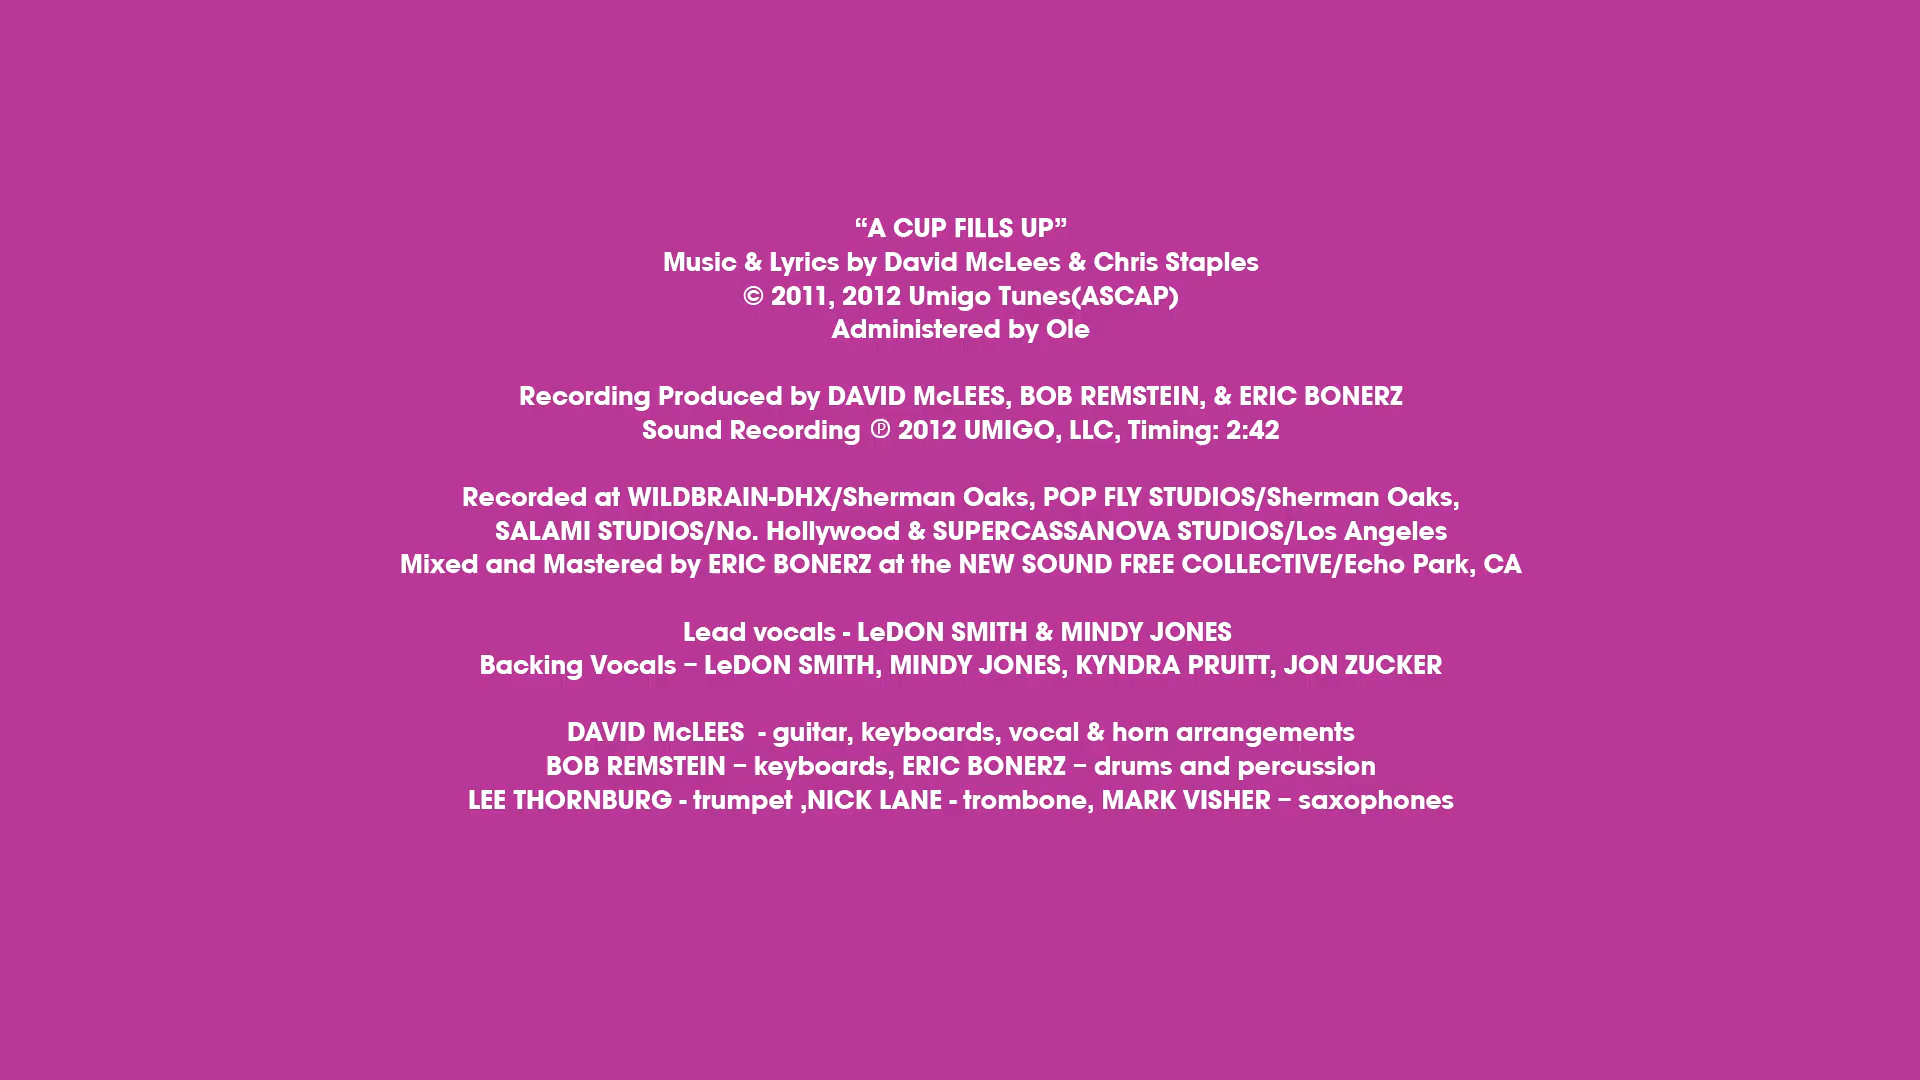 “A CUP FILLS UP”
Music & Lyrics by David McLees & Chris Staples
© 2011, 2012 Umigo Tunes(ASCAP)
Administered by Ole
Recording Produced by DAVID McLEES, BOB REMSTEIN, & ERIC BONERZ
Sound Recording ℗ 2012 UMIGO, LLC, Timing: 2:42
Recorded at WILDBRAIN-DHX/Sherman Oaks, POP FLY STUDIOS/Sherman Oaks,
SALAMI STUDIOS/No. Hollywood & SUPERCASSANOVA STUDIOS/Los Angeles
Mixed and Mastered by ERIC BONERZ at the NEW SOUND FREE COLLECTIVE/Echo Park, CA
Lead vocals - LeDON SMITH & MINDY JONES
Backing Vocals – LeDON SMITH, MINDY JONES, KYNDRA PRUITT, JON ZUCKER
DAVID McLEES  - guitar, keyboards, vocal & horn arrangements
BOB REMSTEIN – keyboards, ERIC BONERZ – drums and percussion
LEE THORNBURG - trumpet ,NICK LANE - trombone, MARK VISHER – saxophones